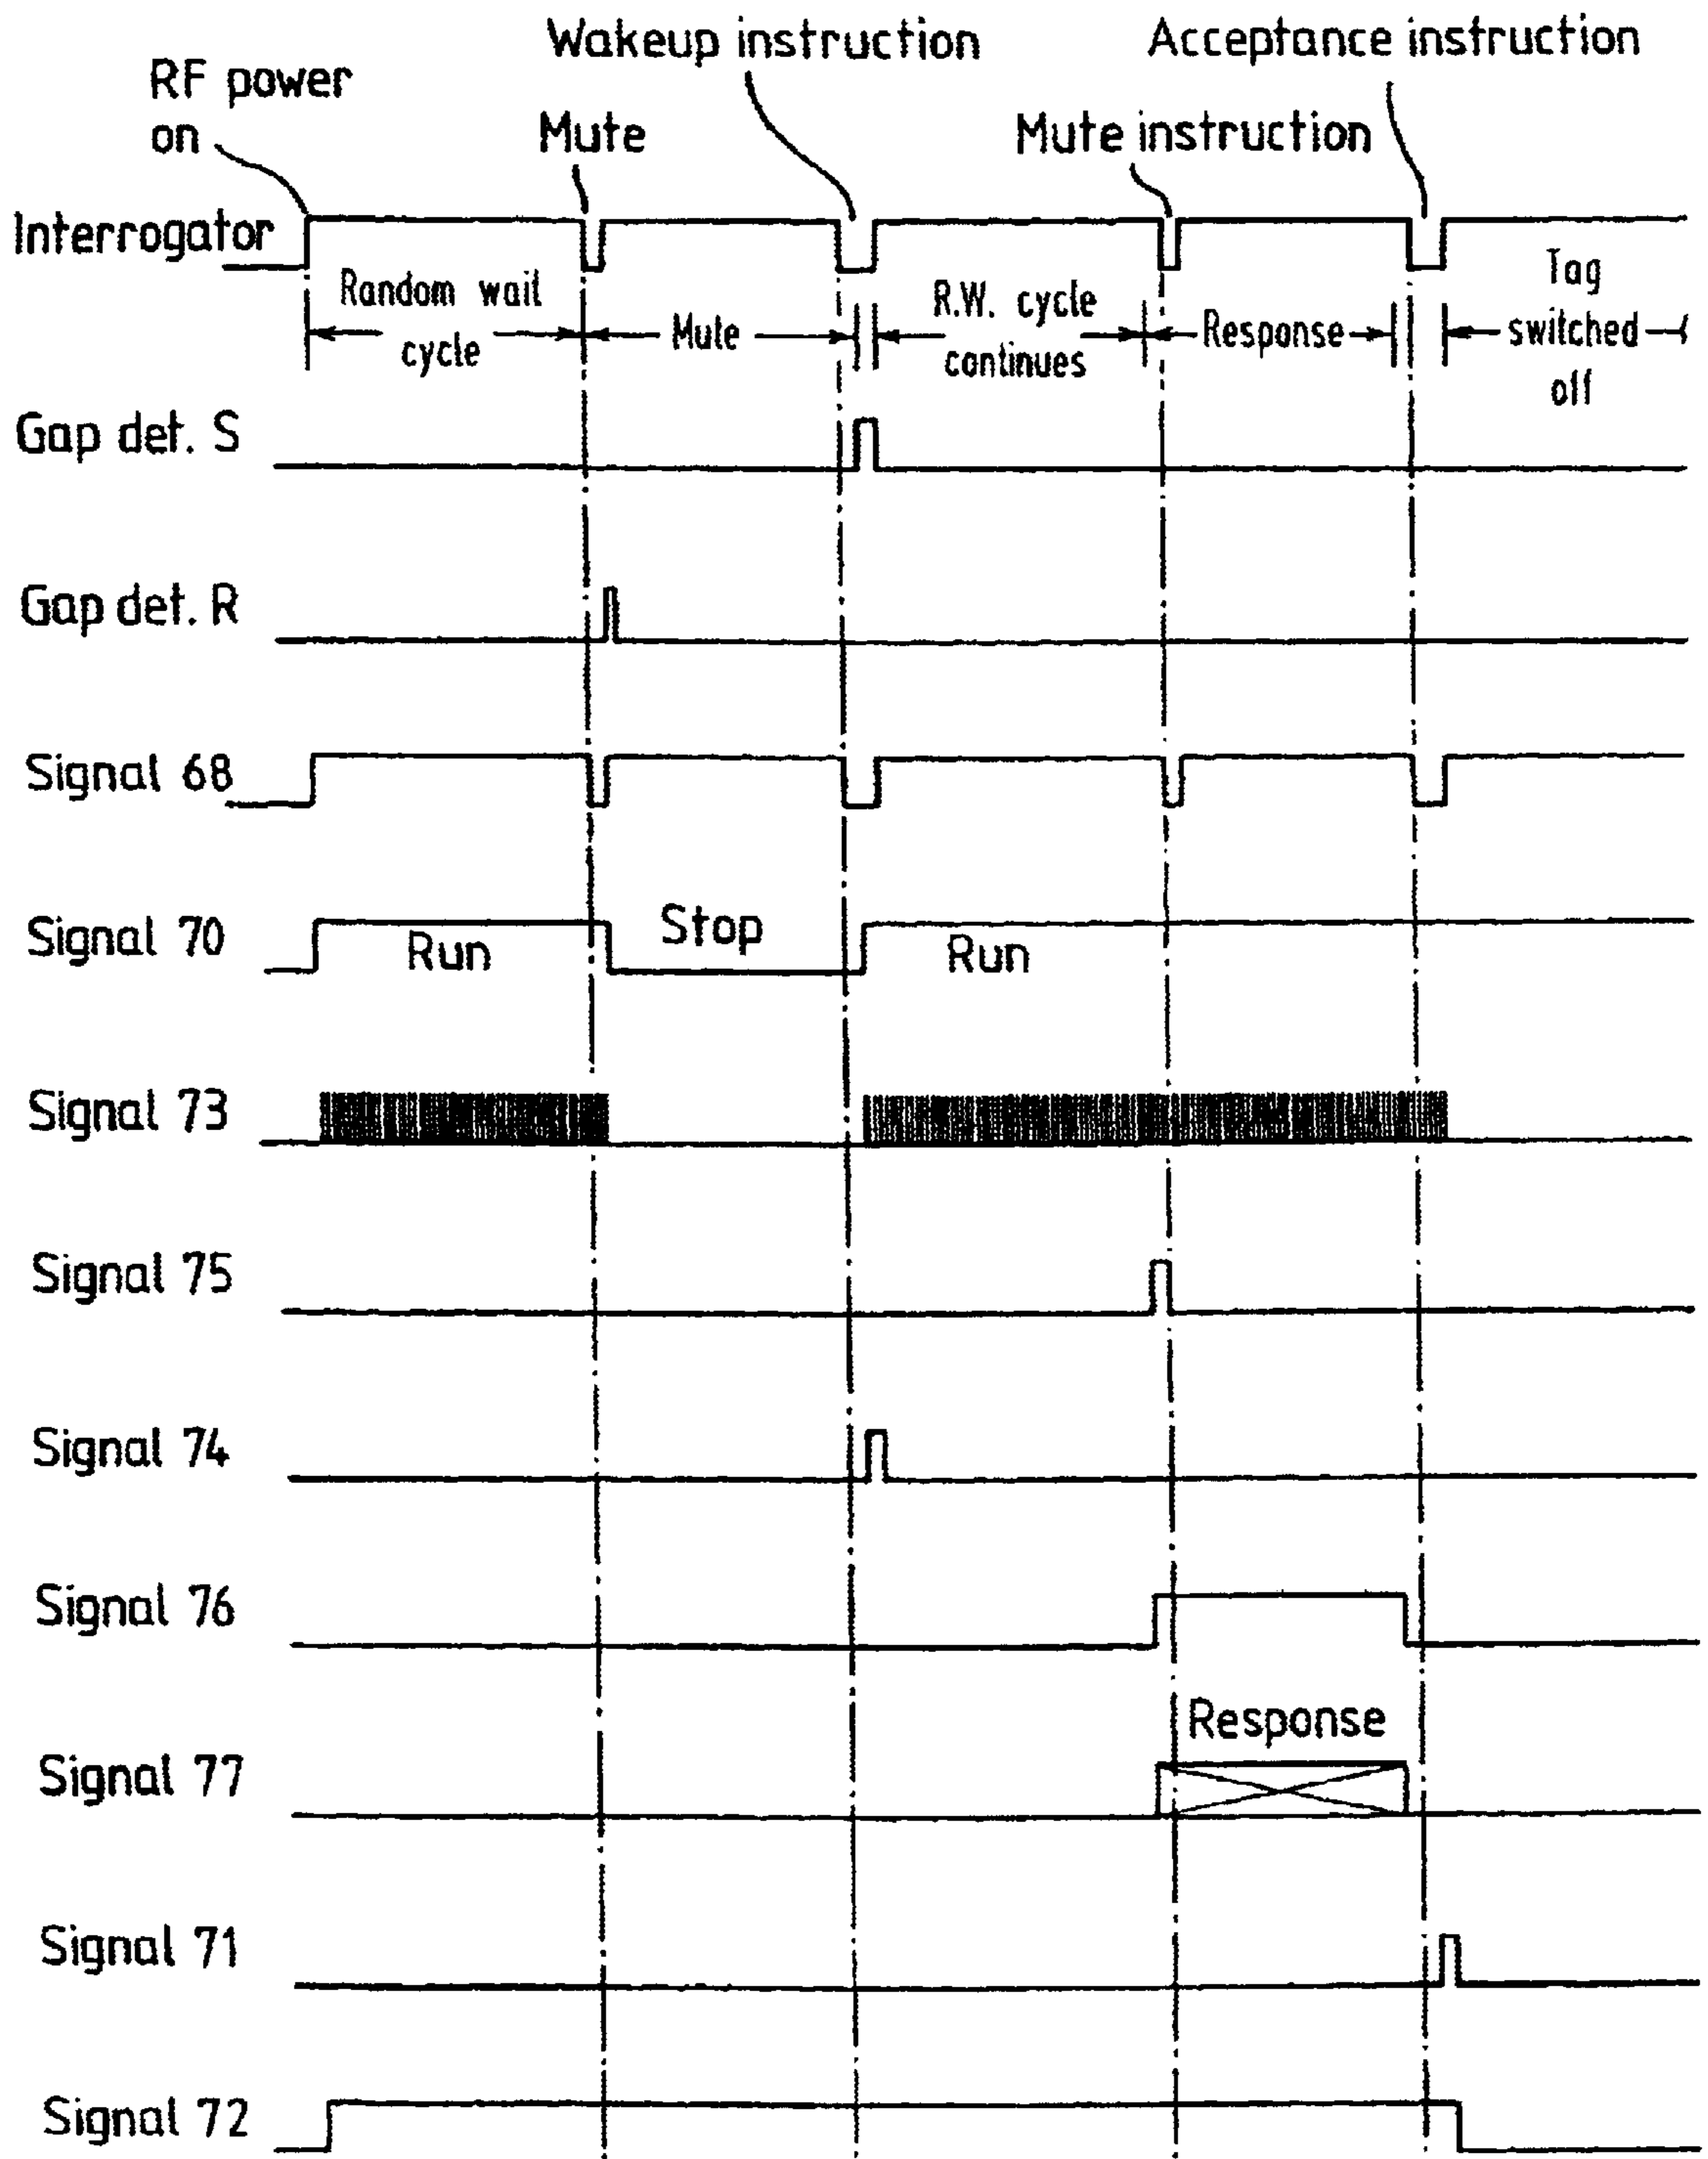 Wakeup instruction
Acceptance instruction
RF power
on
Mute
Mute instruction
Interrogator
Random wail
cycle
Mute
R.W. cycle
continues
Response
Tag
switched
off
Gap det. S
Gap det. R
Signal 68
Signal 70
Run
Stop
Run
Signal 73
Signal 75
Signal 74
Signal 76
Response
Signal 77
Signal 71
Signal 72